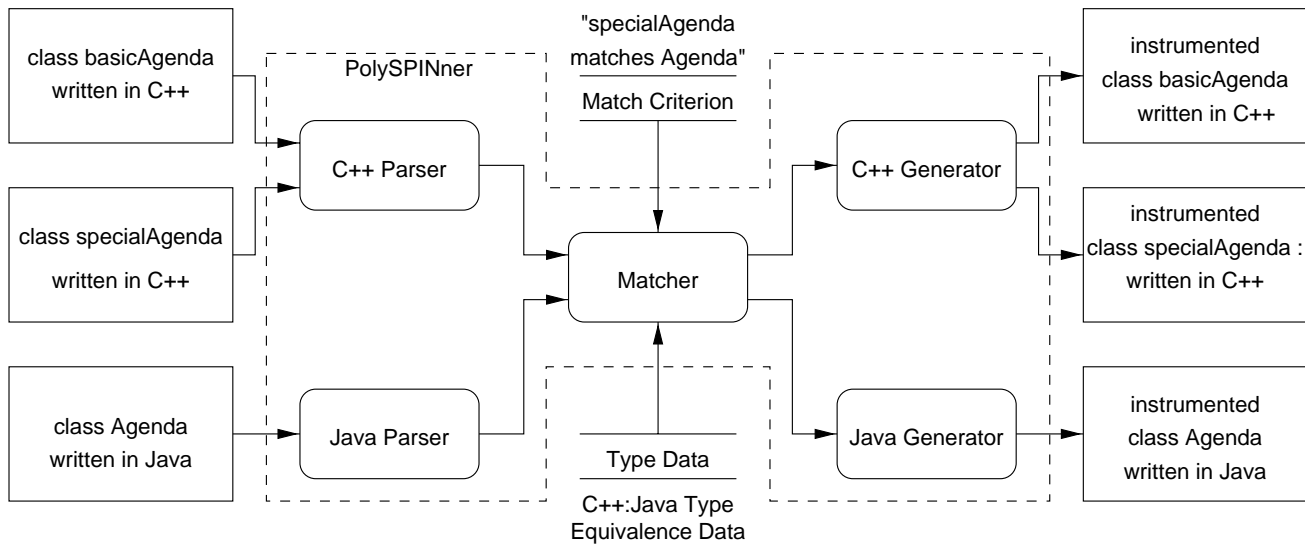 class basicAgenda
written in C++
class specialAgenda
written in C++
class Agenda
written in Java
PolySPINner
C++ Parser
Java Parser
"specialAgenda
matches Agenda"
Match Criterion
Matcher
Type Data
C++:Java Type
Equivalence Data
C++ Generator
Java Generator
instrumented
class basicAgenda
written in C++
instrumented
class specialAgenda :
written in C++
instrumented
class Agenda
written in Java